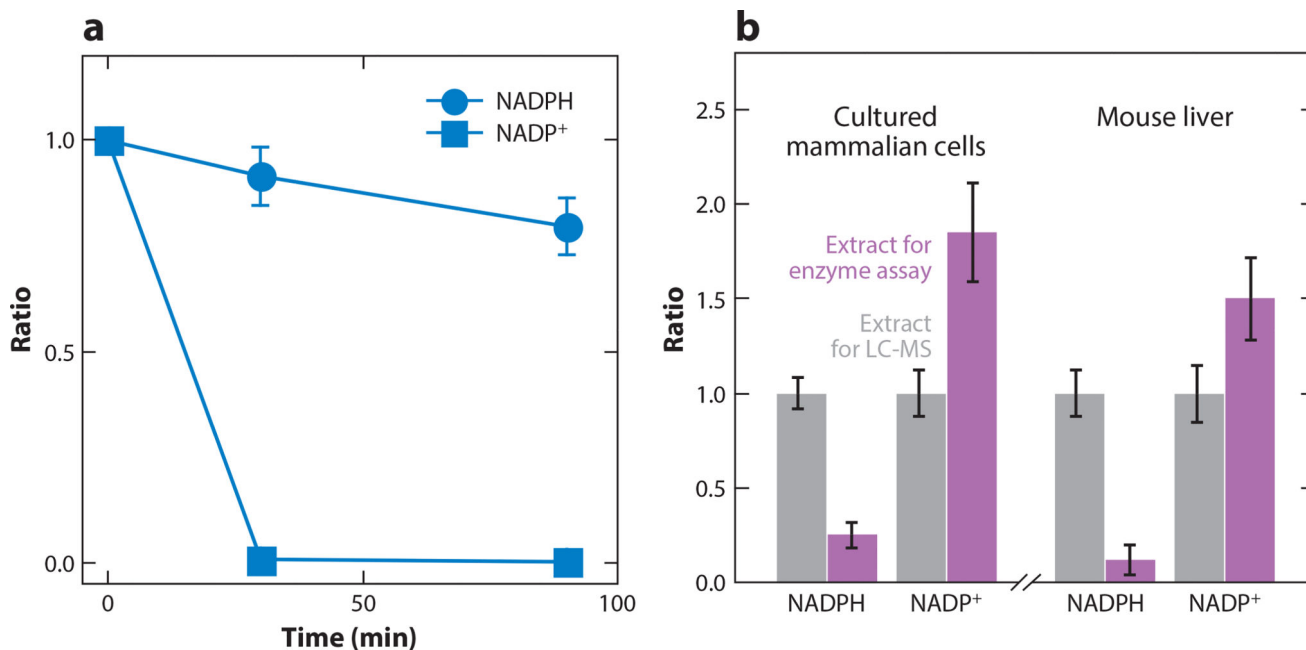 a
Ratio
1.0
0.5
0.0
NADPH
NADP⁺
0
50
100
Time (min)
b
Ratio
2.5
2.0
1.5
1.0
0.5
0.0
Cultured
mammalian cells
Mouse liver
Extract for
enzyme assay
Extract
for LC-MS
NADPH
NADP⁺
NADPH
NADP⁺